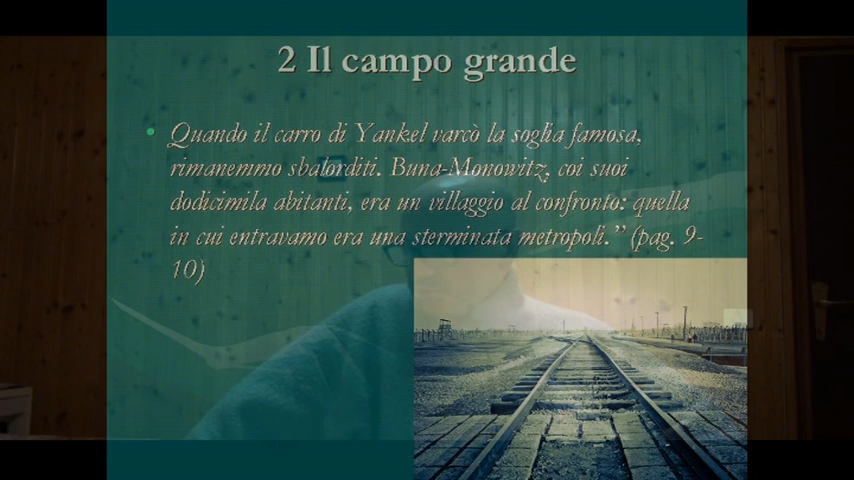 2 Il campo grande
• Quando il carro di Yankel varcò la soglia famosa,
rimanemmo sbalorditi. Buna-Monowitz, coi suoi
dodicimila abitanti, era un villaggio al confronto: quella
in cui entravamo era una sterminata metropoli.” (pag. 9-
10)